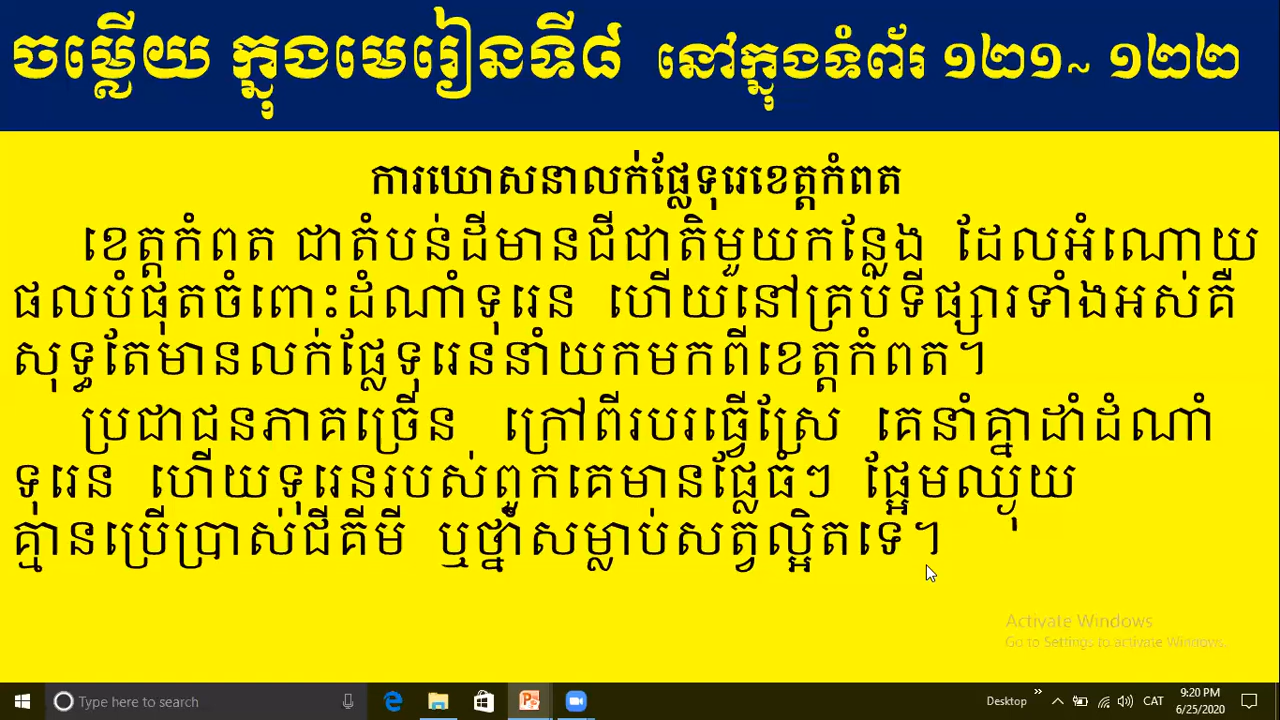 ចម្លើយ ក្នុងមេរៀនទី៨ នៅក្នុងទំព័រ ១២១~ ១២២
ការឃោសនាលក់ផ្លែទុរេខេត្តកំពត
ខេត្តកំពត ជាតំបន់ដីមានជីជាតិមួយកន្លែង ដែលអំណោយ
ផលបំផុតចំពោះដំណាំទុរេន ហើយនៅគ្រប់ទីផ្សារទាំងអស់គឺ
សុទ្ធតែមានលក់ផ្លែទុរេននាំយកមកពីខេត្តកំពត។
ប្រជាជនភាគច្រើន ក្រៅពីរបរធ្វើស្រែ គេនាំគ្នាដាំដំណាំ
ទុរេន ហើយទុរេនរបស់ពួកគេមានផ្លែធំៗ ផ្អែមឈ្ងុយ
គ្មានប្រើប្រាស់ជីគីមី ឬថ្នាំសម្លាប់សត្វល្អិតទេ។
Activate Windows
Go to Settings to activate Windows.
Type here to search
Desktop
CAT
9:20 PM
6/25/2020